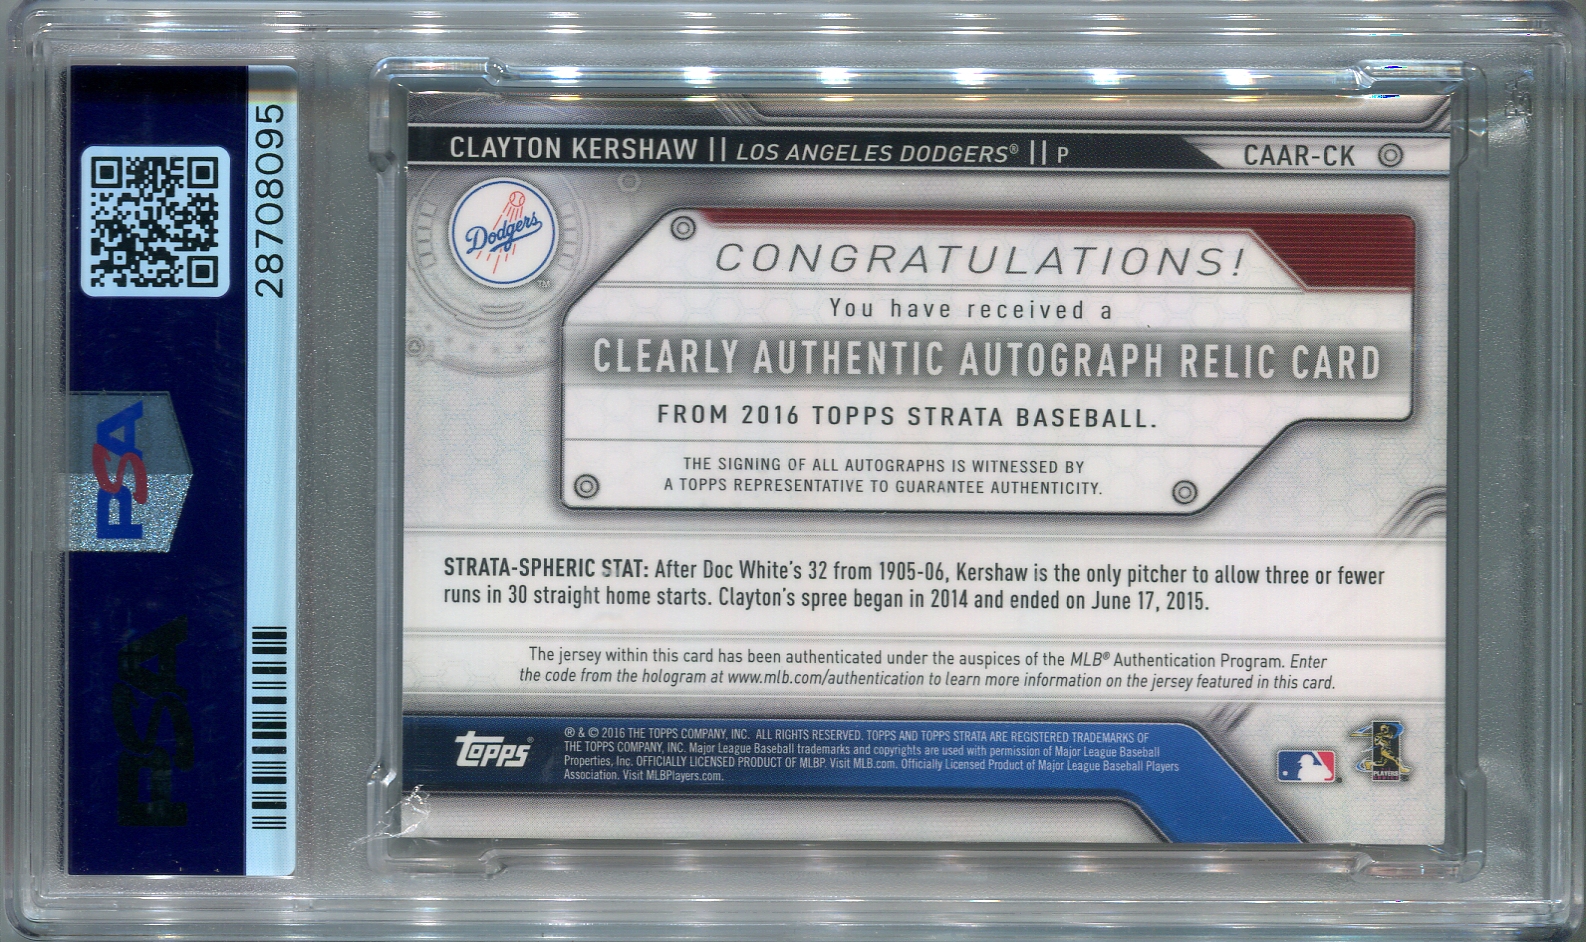 28708095
PSA
PSA
CLAYTON KERSHAW || LOS ANGELES DODGERS® || P
CAAR-CK
Dodgers
TM
CONGRATULATIONS!
You have received a
CLEARLY AUTHENTIC AUTOGRAPH RELIC CARD
FROM 2016 TOPPS STRATA BASEBALL.
THE SIGNING OF ALL AUTOGRAPHS IS WITNESSED BY
A TOPPS REPRESENTATIVE TO GUARANTEE AUTHENTICITY.
STRATA-SPHERIC STAT: After Doc White's 32 from 1905-06, Kershaw is the only pitcher to allow three or fewer
runs in 30 straight home starts. Clayton's spree began in 2014 and ended on June 17, 2015.
The jersey within this card has been authenticated under the auspices of the MLB® Authentication Program. Enter
the code from the hologram at www.mlb.com/authentication to learn more information on the jersey featured in this card.
topps®
® & © 2016 THE TOPPS COMPANY, INC. ALL RIGHTS RESERVED. TOPPS AND TOPPS STRATA ARE REGISTERED TRADEMARKS OF
THE TOPPS COMPANY, INC. Major League Baseball trademarks and copyrights are used with permission of Major League Baseball
Properties, Inc. OFFICIALLY LICENSED PRODUCT OF MLBP. Visit MLB.com. Officially Licensed Product of Major League Baseball Players
Association. Visit MLBPlayers.com.
PLAYERS